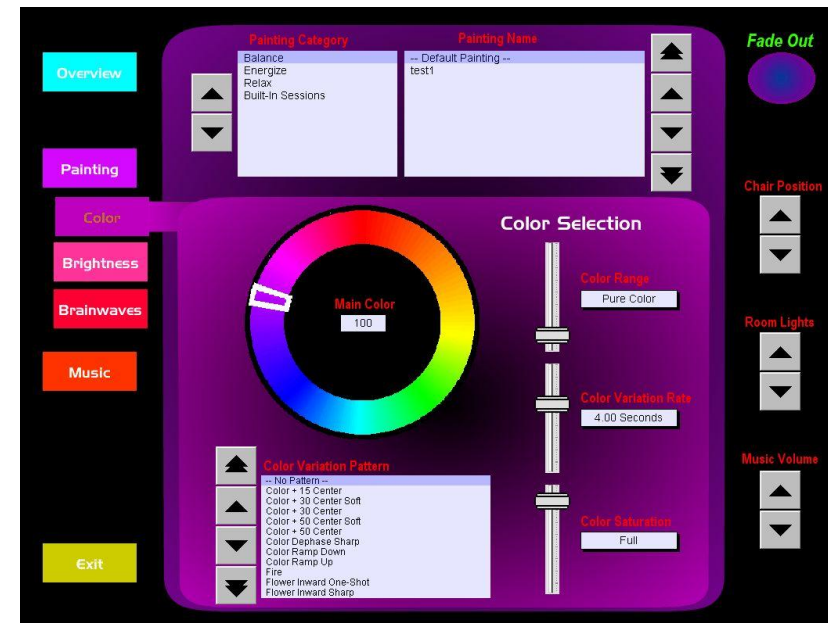 Painting Category
Painting Name
Fade Out
Overview
Balance
Energize
Relax
Built-In Sessions
-- Default Painting --
test1
Painting
Chair Position
Color
Color Selection
Brightness
Color Range
Pure Color
Brainwaves
Main Color
100
Room Lights
Music
Color Variation Rate
4.00 Seconds
Color Variation Pattern
-- No Pattern --
Color + 15 Center
Color + 30 Center Soft
Color + 30 Center
Color + 50 Center Soft
Color + 50 Center
Color Dephase Sharp
Color Ramp Down
Color Ramp Up
Fire
Flower Inward One-Shot
Flower Inward Sharp
Music Volume
Color Saturation
Full
Exit